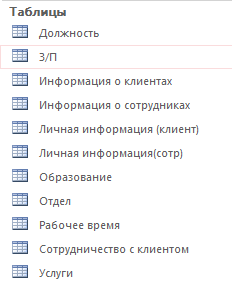 Таблицы
Должность
З/П
Информация о клиентах
Информация о сотрудниках
Личная информация (клиент)
Личная информация(сотр)
Образование
Отдел
Рабочее время
Сотрудничество с клиентом
Услуги